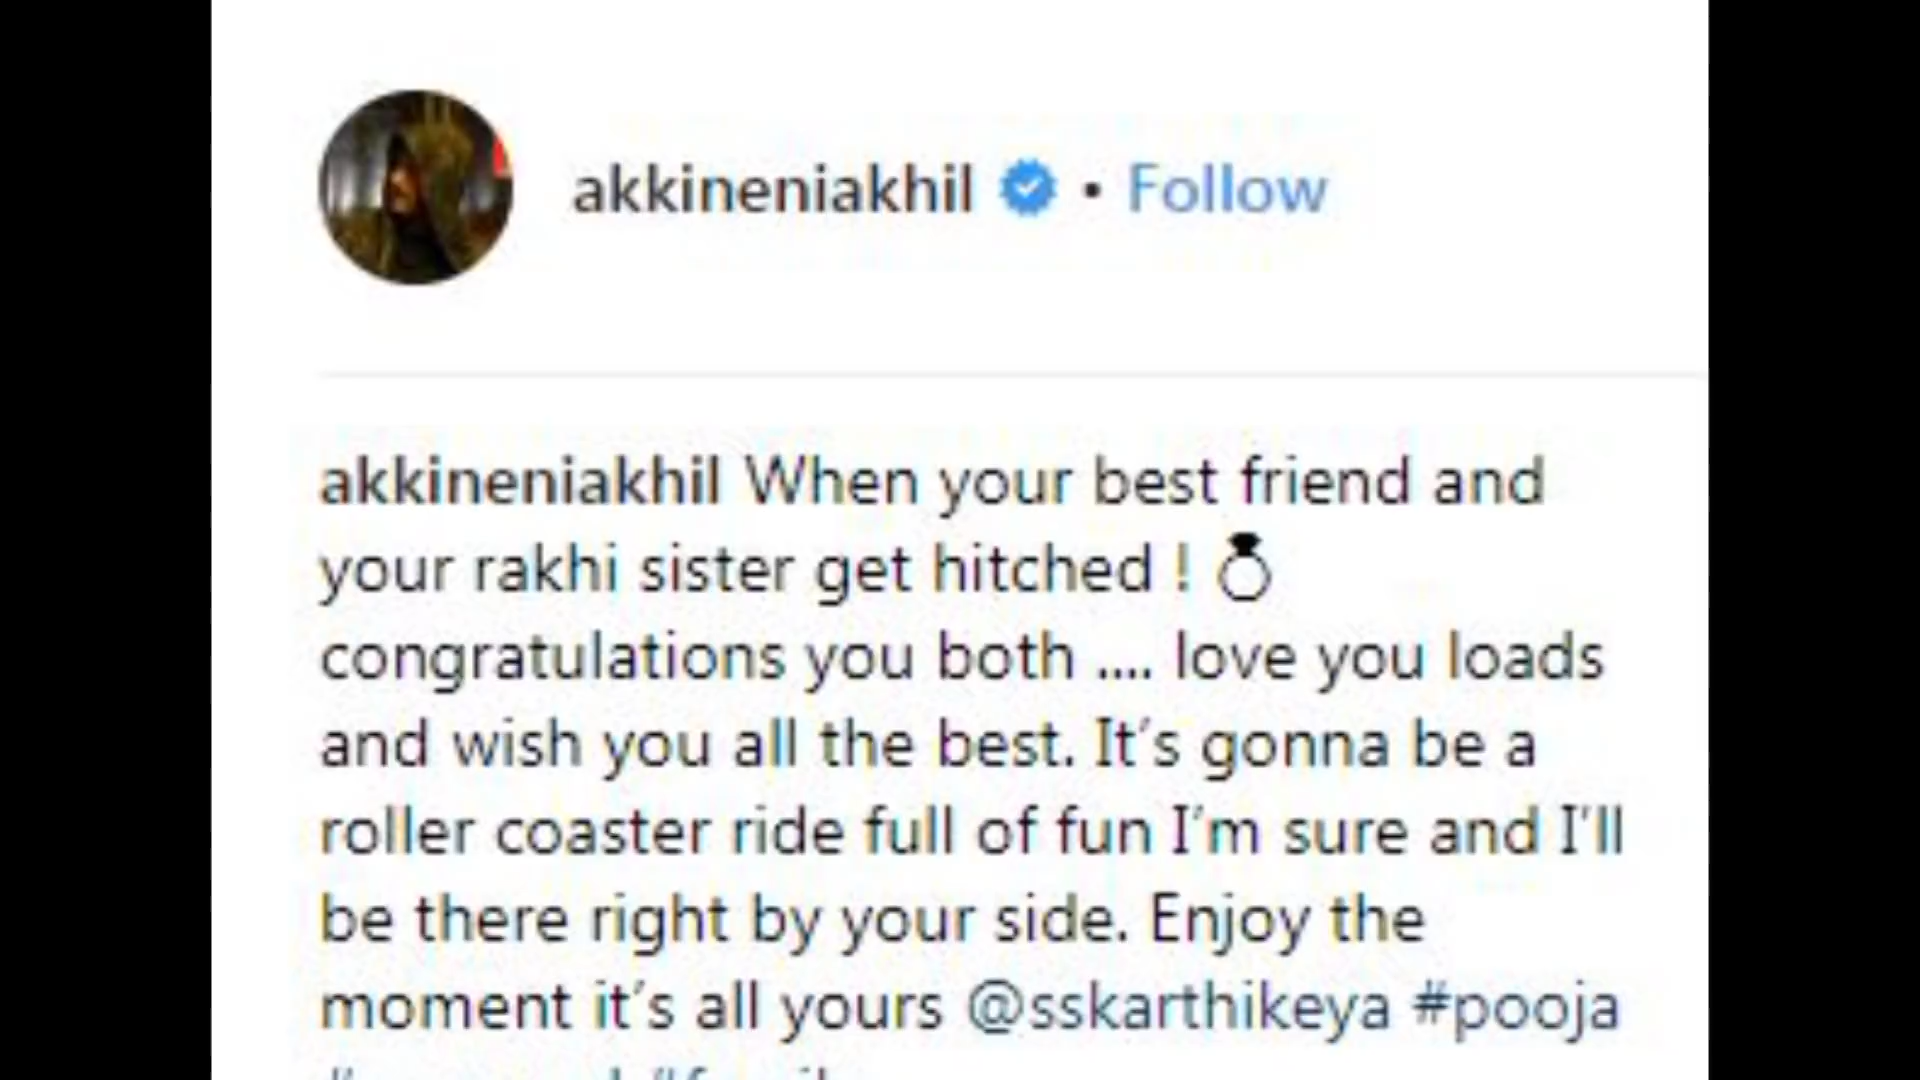 akkineniakhil • Follow
akkineniakhil When your best friend and
your rakhi sister get hitched ! 💍
congratulations you both .... love you loads
and wish you all the best. It's gonna be a
roller coaster ride full of fun I'm sure and I'll
be there right by your side. Enjoy the
moment it's all yours @sskarthikeya #pooja